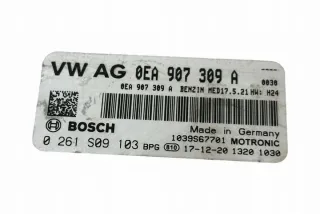 VW AG 0EA 907 309 A
0EA 907 309 A BENZIN MED17.5.21 HW: H24 0030
BOSCH
Made in Germany
1039S67701 MOTRONIC
0 261 S09 103 BPG 810 17-12-20 1320 1030